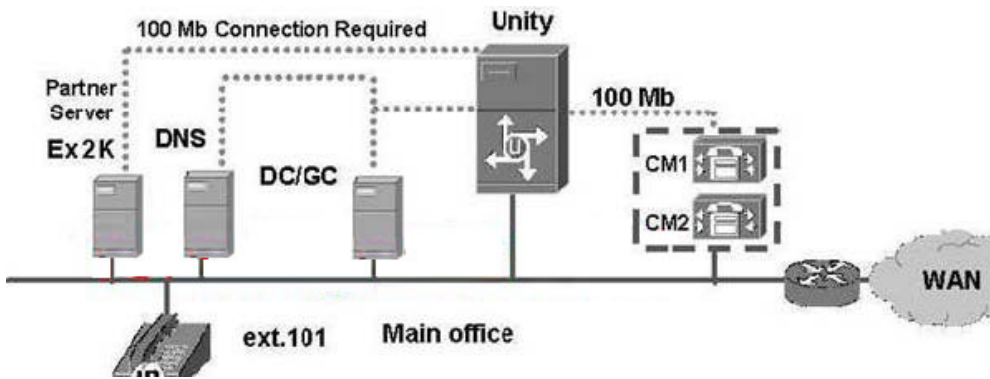 Unity
100 Mb Connection Required
Partner
Server
Ex2K
DNS
DC/GC
100 Mb
U
CM1
CM2
WAN
ext.101
Main office
IP